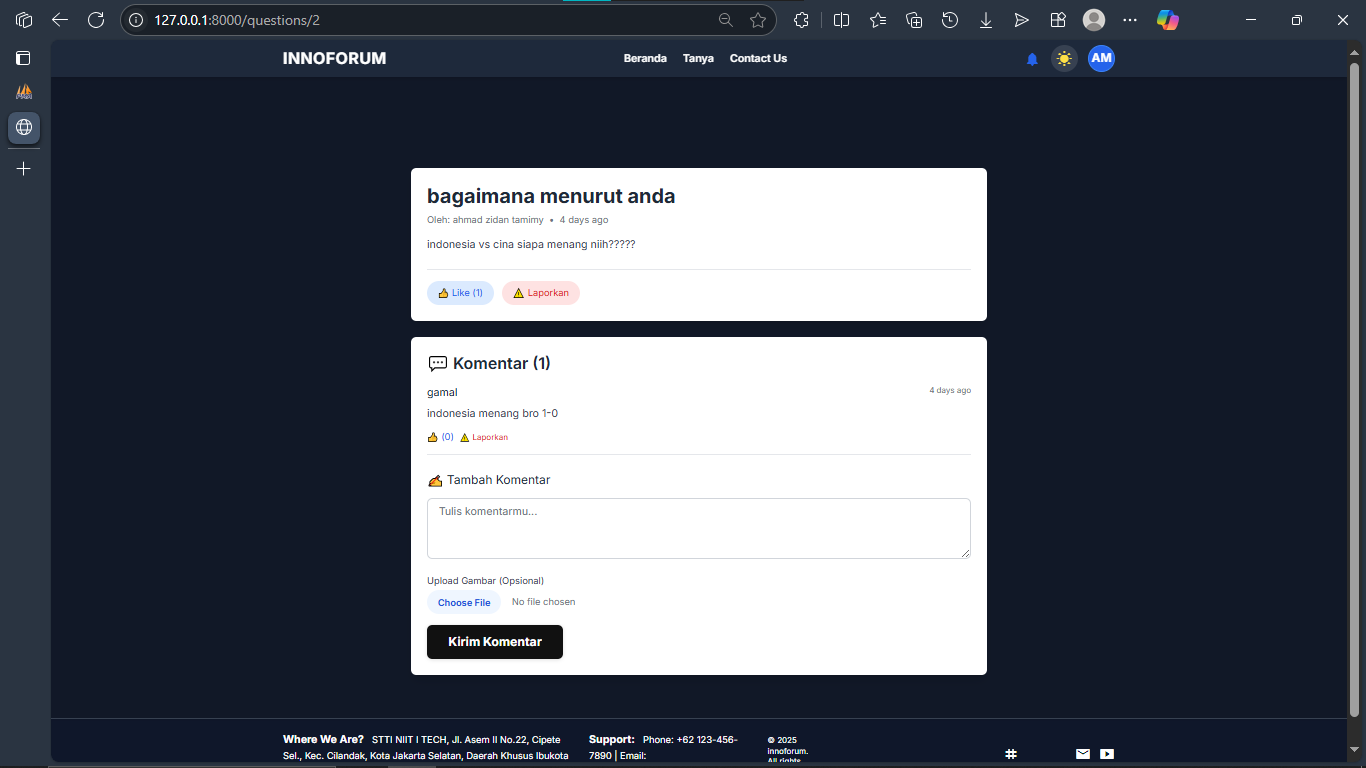 127.0.0.1:8000/questions/2
INNOFORUM
Beranda Tanya Contact Us
AM
bagaimana menurut anda
Oleh: ahmad zidan tamimy • 4 days ago
indonesia vs cina siapa menang niih?????
👍 Like (1) ⚠ Laporkan
💬 Komentar (1)
gamal 4 days ago
indonesia menang bro 1-0
👍 (0) ⚠ Laporkan
✍ Tambah Komentar
Tulis komentarmu...
Upload Gambar (Opsional)
Choose File No file chosen
Kirim Komentar
Where We Are? STTI NIIT I TECH, Jl. Asem II No.22, Cipete
Sel., Kec. Cilandak, Kota Jakarta Selatan, Daerah Khusus Ibukota
Support: Phone: +62 123-456-
7890 | Email:
© 2025
innoforum.
All rights